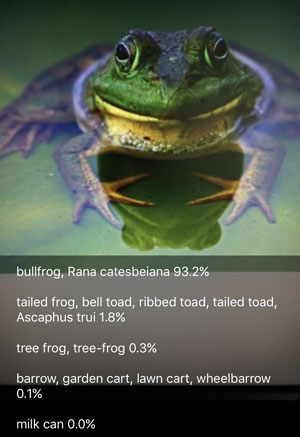 bullfrog, Rana catesbeiana 93.2%
tailed frog, bell toad, ribbed toad, tailed toad,
Ascaphus trui 1.8%
tree frog, tree-frog 0.3%
barrow, garden cart, lawn cart, wheelbarrow
0.1%
milk can 0.0%